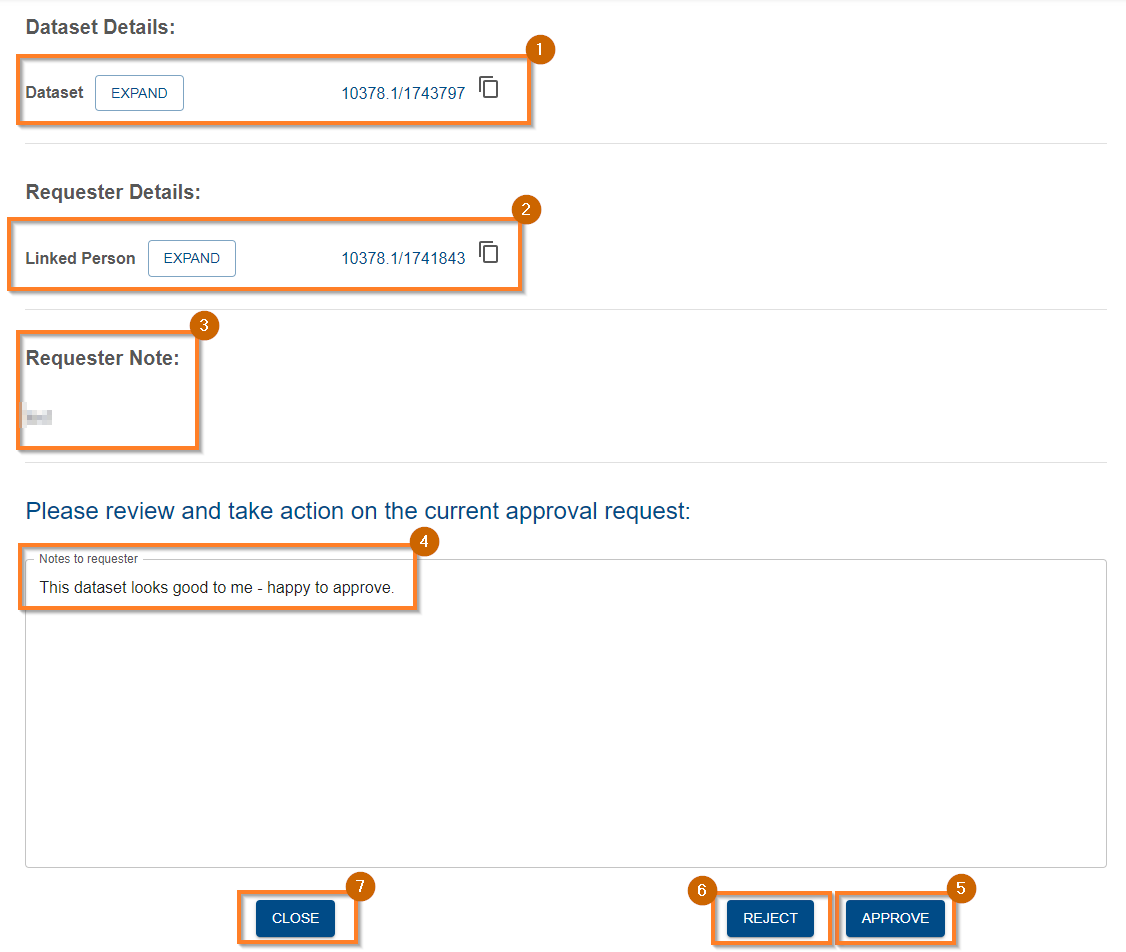 Dataset Details:
1
Dataset EXPAND 10378.1/1743797
Requester Details:
2
Linked Person EXPAND 10378.1/1741843
3
Requester Note:
Please review and take action on the current approval request:
4
Notes to requester
This dataset looks good to me - happy to approve.
7 6 5
CLOSE REJECT APPROVE